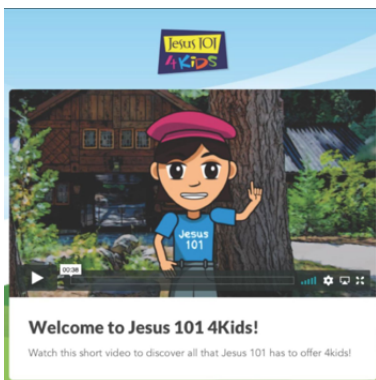 Jesus 101
4KiDS
Jesus
101
00:38
Welcome to Jesus 101 4Kids!
Watch this short video to discover all that Jesus 101 has to offer 4kids!